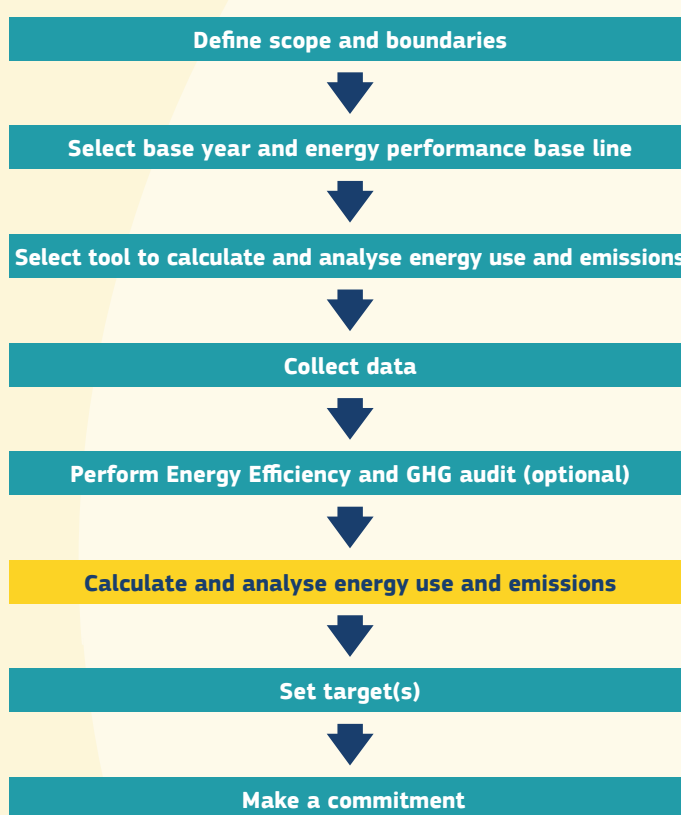 Define scope and boundaries
Select base year and energy performance base line
Select tool to calculate and analyse energy use and emissions
Collect data
Perform Energy Efficiency and GHG audit (optional)
Calculate and analyse energy use and emissions
Set target(s)
Make a commitment